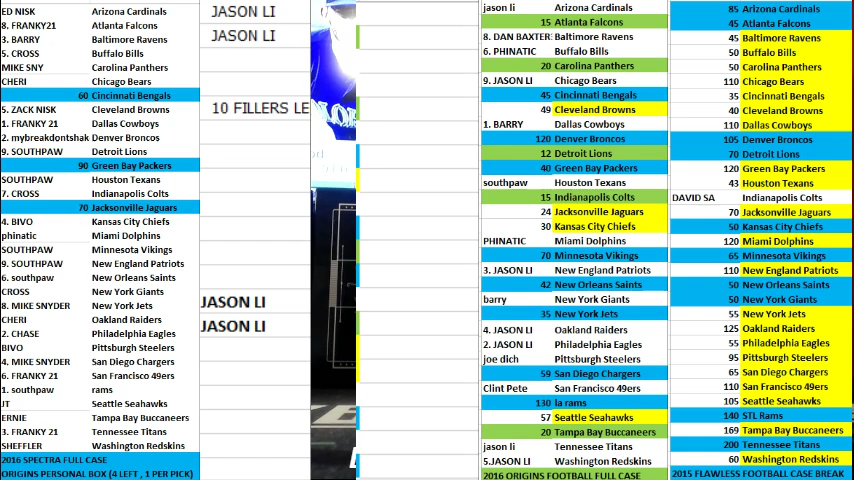 ED NISK Arizona Cardinals
8. FRANKY21 Atlanta Falcons
3. BARRY Baltimore Ravens
5. CROSS Buffalo Bills
MIKE SNY Carolina Panthers
CHERI Chicago Bears
60 Cincinnati Bengals
5. ZACK NISK Cleveland Browns
1. FRANKY 21 Dallas Cowboys
2. mybreakdontshak Denver Broncos
9. SOUTHPAW Detroit Lions
90 Green Bay Packers
SOUTHPAW Houston Texans
7. CROSS Indianapolis Colts
70 Jacksonville Jaguars
4. BIVO Kansas City Chiefs
phinatic Miami Dolphins
SOUTHPAW Minnesota Vikings
9. SOUTHPAW New England Patriots
6. southpaw New Orleans Saints
CROSS New York Giants
8. MIKE SNYDER New York Jets
CHERI Oakland Raiders
2. CHASE Philadelphia Eagles
BIVO Pittsburgh Steelers
4. MIKE SNYDER San Diego Chargers
6. FRANKY 21 San Francisco 49ers
1. southpaw rams
JT Seattle Seahawks
ERNIE Tampa Bay Buccaneers
3. FRANKY 21 Tennessee Titans
SHEFFLER Washington Redskins
2016 SPECTRA FULL CASE
ORIGINS PERSONAL BOX (4 LEFT , 1 PER PICK)
JASON LI
JASON LI
10 FILLERS LE
JASON LI
JASON LI
jason li Arizona Cardinals
15 Atlanta Falcons
8. DAN BAXTER Baltimore Ravens
6. PHINATIC Buffalo Bills
20 Carolina Panthers
9. JASON LI Chicago Bears
45 Cincinnati Bengals
49 Cleveland Browns
1. BARRY Dallas Cowboys
120 Denver Broncos
12 Detroit Lions
40 Green Bay Packers
southpaw Houston Texans
15 Indianapolis Colts
24 Jacksonville Jaguars
30 Kansas City Chiefs
PHINATIC Miami Dolphins
70 Minnesota Vikings
3. JASON LI New England Patriots
42 New Orleans Saints
barry New York Giants
35 New York Jets
4. JASON LI Oakland Raiders
2. JASON LI Philadelphia Eagles
joe dich Pittsburgh Steelers
59 San Diego Chargers
Clint Pete San Francisco 49ers
130 la rams
57 Seattle Seahawks
20 Tampa Bay Buccaneers
jason li Tennessee Titans
5.JASON LI Washington Redskins
2016 ORIGINS FOOTBALL FULL CASE
85 Arizona Cardinals
45 Atlanta Falcons
45 Baltimore Ravens
50 Buffalo Bills
50 Carolina Panthers
110 Chicago Bears
35 Cincinnati Bengals
40 Cleveland Browns
110 Dallas Cowboys
105 Denver Broncos
70 Detroit Lions
120 Green Bay Packers
43 Houston Texans
DAVID SA Indianapolis Colts
70 Jacksonville Jaguars
50 Kansas City Chiefs
120 Miami Dolphins
65 Minnesota Vikings
110 New England Patriots
50 New Orleans Saints
50 New York Giants
55 New York Jets
125 Oakland Raiders
55 Philadelphia Eagles
95 Pittsburgh Steelers
65 San Diego Chargers
110 San Francisco 49ers
105 Seattle Seahawks
140 STL Rams
169 Tampa Bay Buccaneers
200 Tennessee Titans
60 Washington Redskins
2015 FLAWLESS FOOTBALL CASE BREAK